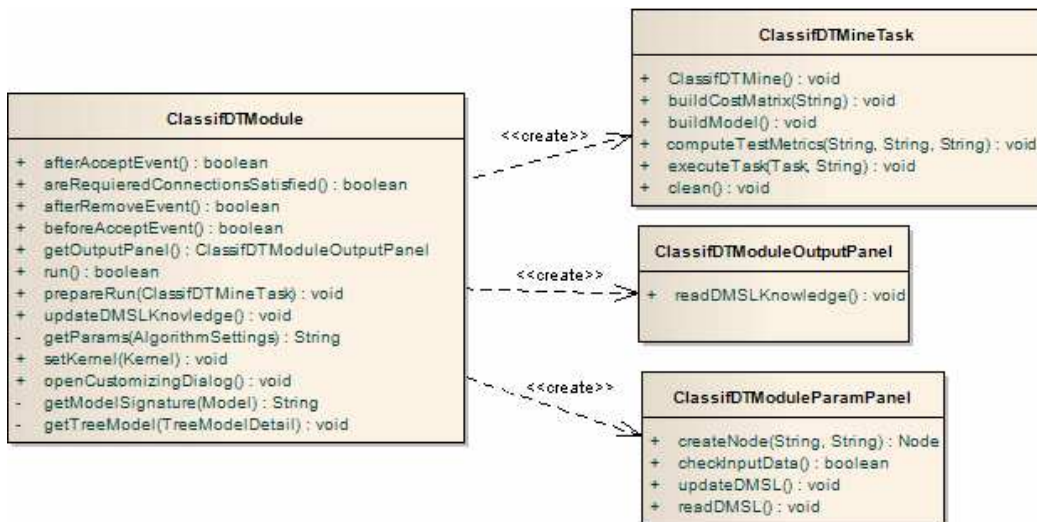 ClassifDTModule
+ afterAcceptEvent() : boolean
+ areRequieredConnectionsSatisfied() : boolean
+ afterRemoveEvent() : boolean
+ beforeAcceptEvent() : boolean
+ getOutputPanel() : ClassifDTModuleOutputPanel
+ run() : boolean
+ prepareRun(ClassifDTMineTask) : void
+ updateDMSLKnovledge() : void
- getParams(AlgorithmSettings) : String
+ setKernel(Kernel) : void
+ openCustomizingDialog() : void
- getModelSignature(Model) : String
- getTreeModel(TreeModelDetail) : void
<<create>>
ClassifDTMineTask
+ ClassifDTMine() : void
+ buildCostMatrix(String) : void
+ buildModel() : void
+ computeTestMetrics(String, String, String) : void
+ executeTask(Task, String) : void
+ clean() : void
<<create>>
ClassifDTModuleOutputPanel
+ readDMSLKnowledge() : void
<<create>>
ClassifDTModuleParamPanel
+ createNode(String, String) : Node
+ checkInputData() : boolean
+ updateDMSL() : void
+ readDMSL() : void